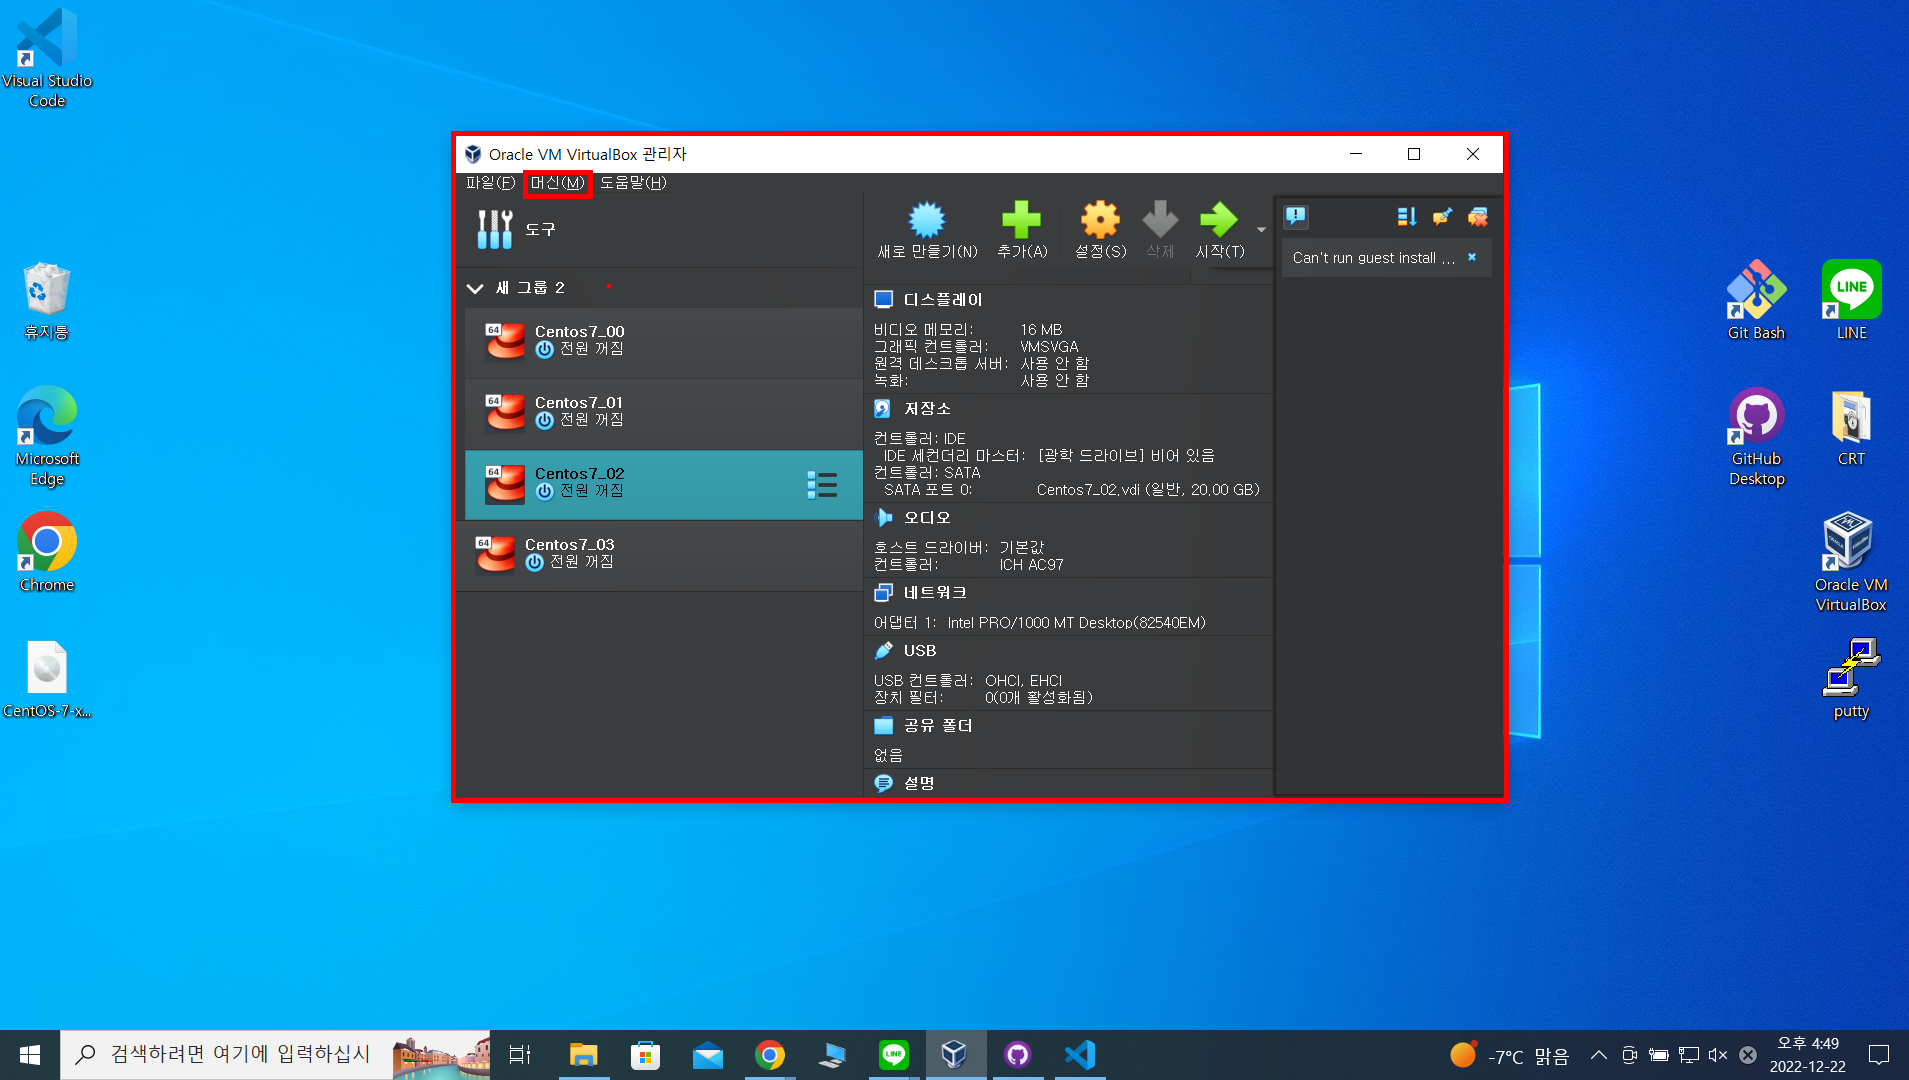 Visual Studio
Code
휴지통
Microsoft
Edge
Chrome
CentOS-7-x...
Oracle VM VirtualBox 관리자
파일(F) 머신(M) 도움말(H)
도구
새로 만들기(N) 추가(A) 설정(S) 삭제 시작(T)
Can't run guest install ...
새 그룹 2
64
Centos7_00
전원 꺼짐
64
Centos7_01
전원 꺼짐
64
Centos7_02
전원 꺼짐
64
Centos7_03
전원 꺼짐
디스플레이
비디오 메모리: 16 MB
그래픽 컨트롤러: VMSVGA
원격 데스크톱 서버: 사용 안 함
녹화: 사용 안 함
저장소
컨트롤러: IDE
IDE 세컨더리 마스터: [광학 드라이브] 비어 있음
컨트롤러: SATA
SATA 포트 0: Centos7_02.vdi (일반, 20.00 GB)
오디오
호스트 드라이버: 기본값
컨트롤러: ICH AC97
네트워크
어댑터 1: Intel PRO/1000 MT Desktop(82540EM)
USB
USB 컨트롤러: OHCI, EHCI
장치 필터: 0(0개 활성화됨)
공유 폴더
없음
설명
Git Bash
LINE
LINE
GitHub
Desktop
CRT
Oracle VM
VirtualBox
putty
검색하려면 여기에 입력하십시
LINE
-7°C 맑음
오후 4:49
2022-12-22